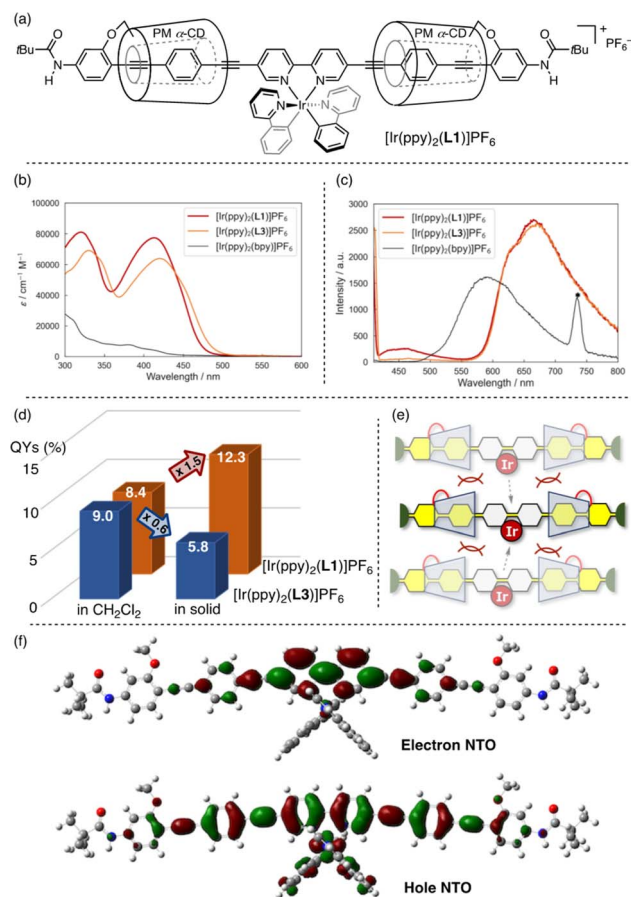 (a)
O
tBu
N
H
O
PM α-CD
N
N
PM α-CD
O
O
tBu
N
H
+
PF6−
N
Ir
N
[Ir(ppy)2(L1)]PF6
(b)
100000
80000
60000
40000
20000
0
ε / cm−1 M−1
[Ir(ppy)2(L1)]PF6
[Ir(ppy)2(L3)]PF6
[Ir(ppy)2(bpy)]PF6
300 350 400 450 500 550 600
Wavelength / nm
(c)
3000
2500
2000
1500
1000
500
0
Intensity / a.u.
[Ir(ppy)2(L1)]PF6
[Ir(ppy)2(L3)]PF6
[Ir(ppy)2(bpy)]PF6
450 500 550 600 650 700 750 800
Wavelength / nm
(d)
QYs (%)
15
10
5
0
9.0
8.4
x 0.6
x 1.5
12.3
5.8
[Ir(ppy)2(L1)]PF6
in CH2Cl2
in solid
[Ir(ppy)2(L3)]PF6
(e)
Ir
Ir
Ir
(f)
Electron NTO
Hole NTO